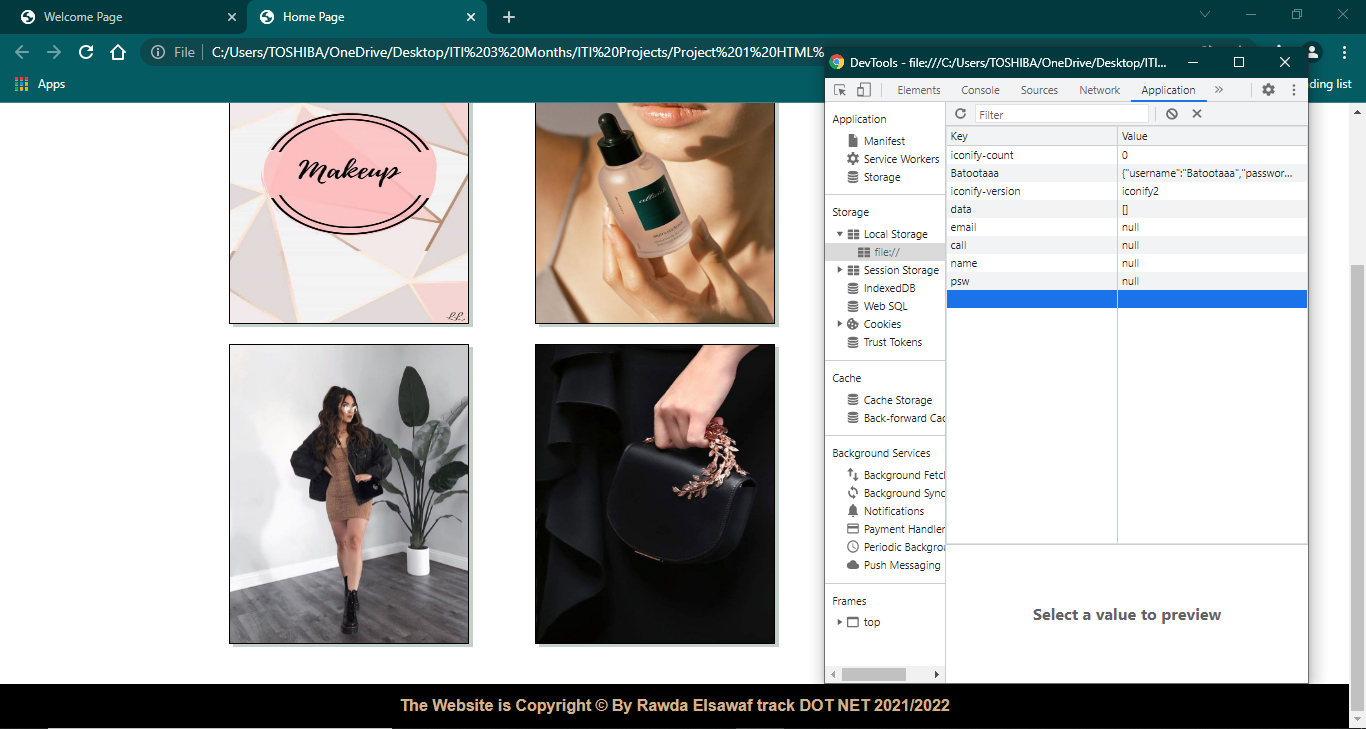 Welcome Page
Home Page
File
C:/Users/TOSHIBA/OneDrive/Desktop/ITI%203%20Months/ITI%20Projects/Project%201%20HTML%
Apps
ding list
Makeup
LL
DevTools - file:///C:/Users/TOSHIBA/OneDrive/Desktop/ITI...
Elements Console Sources Network Application »
Application
Manifest
Service Workers
Storage
Storage
Local Storage
file://
Session Storage
IndexedDB
Web SQL
Cookies
Trust Tokens
Cache
Cache Storage
Back-forward Cac
Background Services
Background Fetc
Background Sync
Notifications
Payment Handler
Periodic Backgro
Push Messaging
Frames
top
Filter
Key Value
iconify-count 0
Batootaaa {"username":"Batootaaa","passwor...
iconify-version iconify2
data []
email null
call null
name null
psw null
Select a value to preview
The Website is Copyright © By Rawda Elsawaf track DOT NET 2021/2022